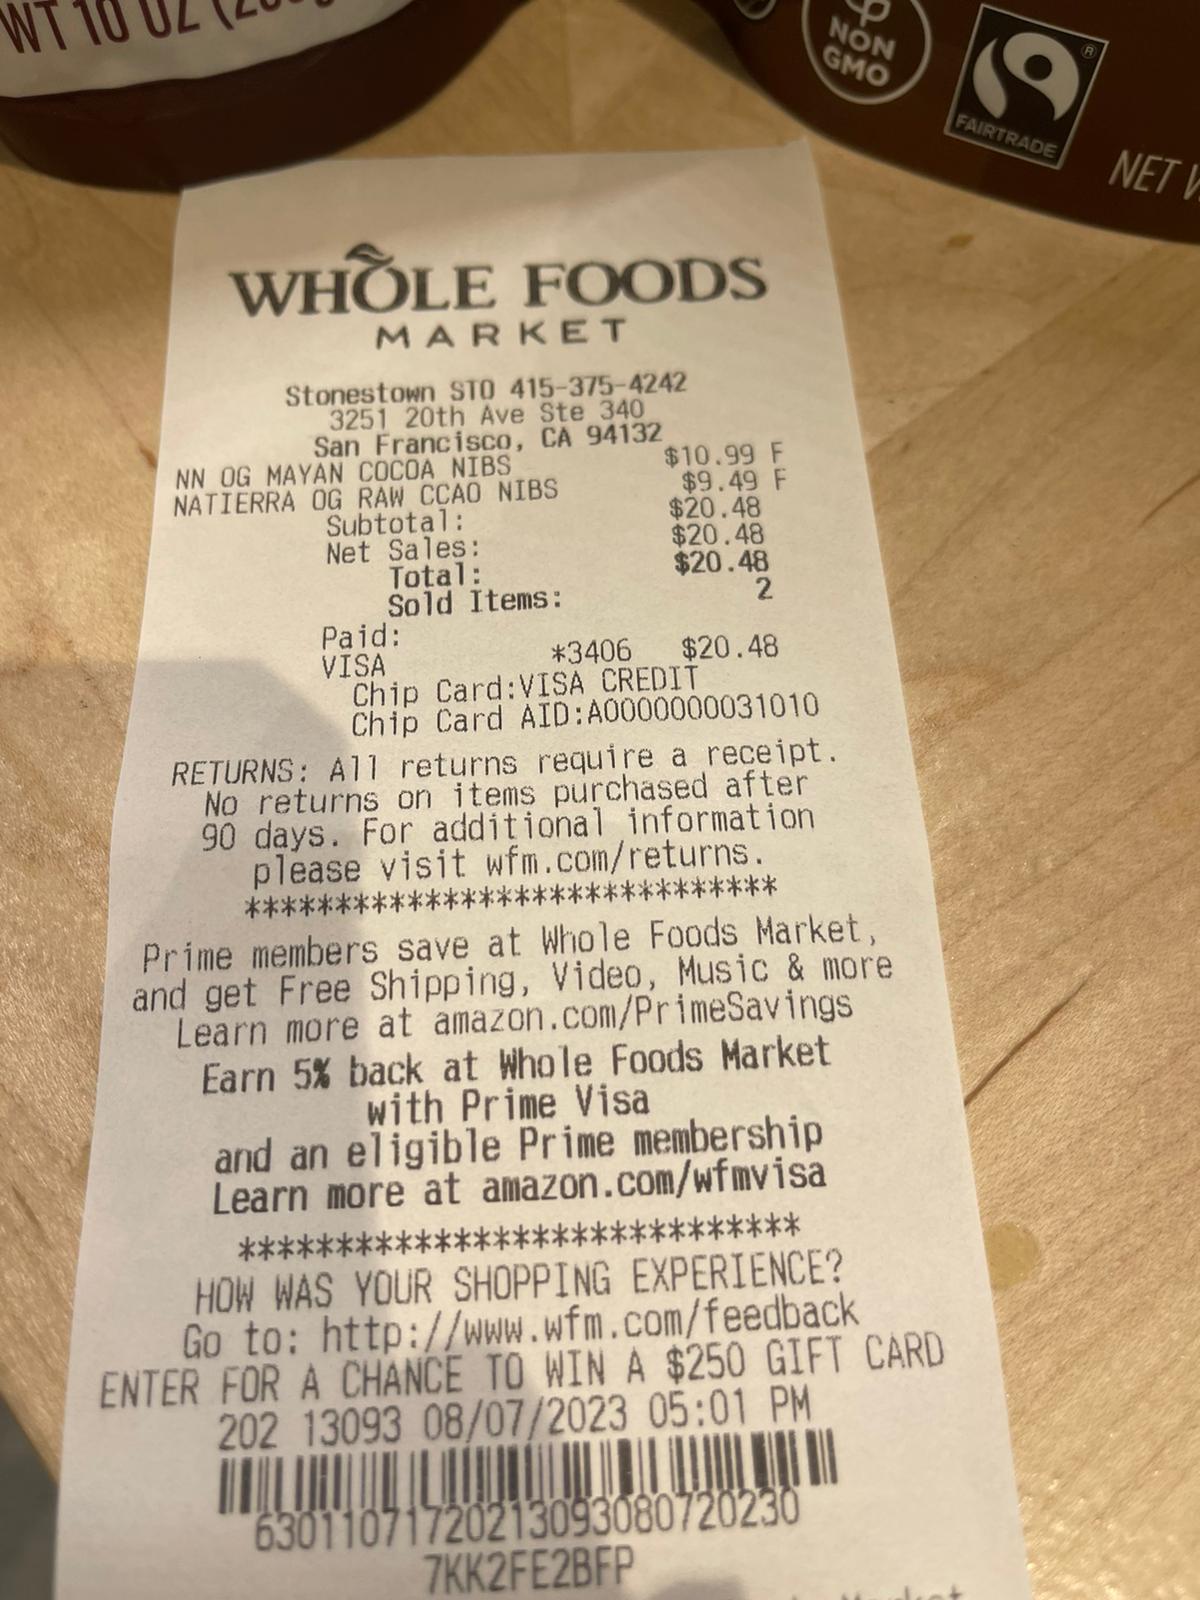 WT 10 OZ (
NON
GMO
FAIRTRADE
®
NET
WHOLE FOODS
MARKET
Stonestown STO 415-375-4242
3251 20th Ave Ste 340
San Francisco, CA 94132
NN OG MAYAN COCOA NIBS $10.99 F
NATIERRA OG RAW CCAO NIBS $9.49 F
Subtotal: $20.48
Net Sales: $20.48
Total: $20.48
Sold Items: 2
Paid:
VISA *3406 $20.48
Chip Card:VISA CREDIT
Chip Card AID:A0000000031010
RETURNS: All returns require a receipt.
No returns on items purchased after
90 days. For additional information
please visit wfm.com/returns.
******************************
Prime members save at Whole Foods Market,
and get Free Shipping, Video, Music & more
Learn more at amazon.com/PrimeSavings
Earn 5% back at Whole Foods Market
with Prime Visa
and an eligible Prime membership
Learn more at amazon.com/wfmvisa
******************************
HOW WAS YOUR SHOPPING EXPERIENCE?
Go to: http://www.wfm.com/feedback
ENTER FOR A CHANCE TO WIN A $250 GIFT CARD
202 13093 08/07/2023 05:01 PM
63011071720213093080720230
7KK2FE2BFP
Market